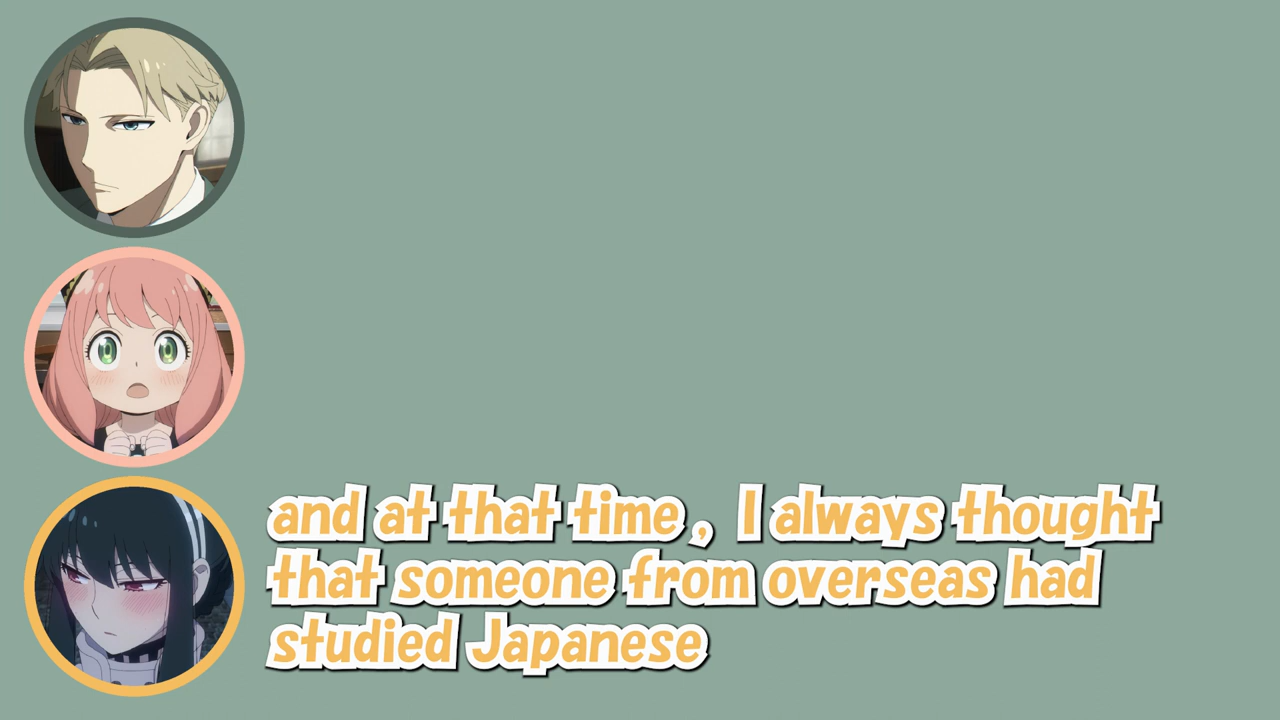 and at that time, I always thought
that someone from overseas had
studied Japanese